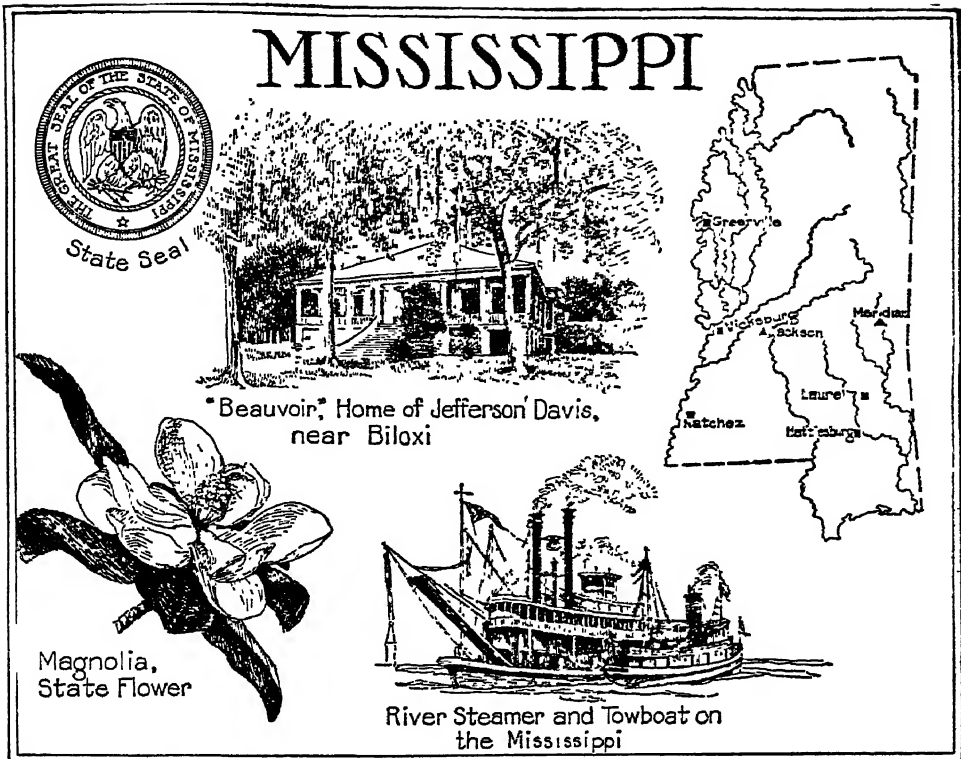 MISSISSIPPI
THE GREAT SEAL OF THE STATE OF MISSISSIPPI
State Seal
"Beauvoir," Home of Jefferson Davis,
near Biloxi
Greenville
Vicksburg
Jackson
Meridian
Laurel
Natchez
Hattiesburg
Magnolia,
State Flower
River Steamer and Towboat on
the Mississippi